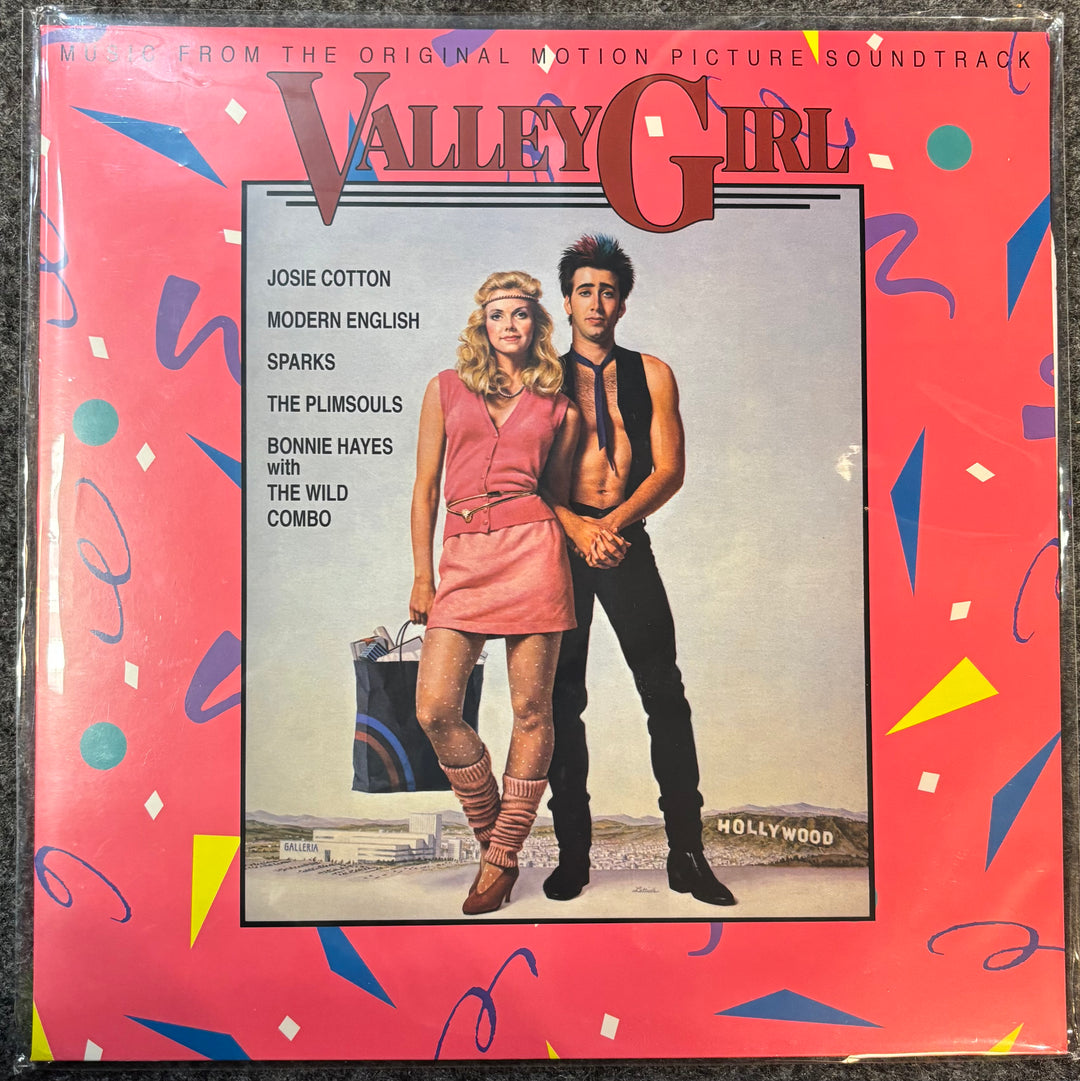 MUSIC FROM THE ORIGINAL MOTION PICTURE SOUNDTRACK
VALLEY GIRL
JOSIE COTTON
MODERN ENGLISH
SPARKS
THE PLIMSOULS
BONNIE HAYES
with
THE WILD
COMBO
GALLERIA
HOLLYWOOD